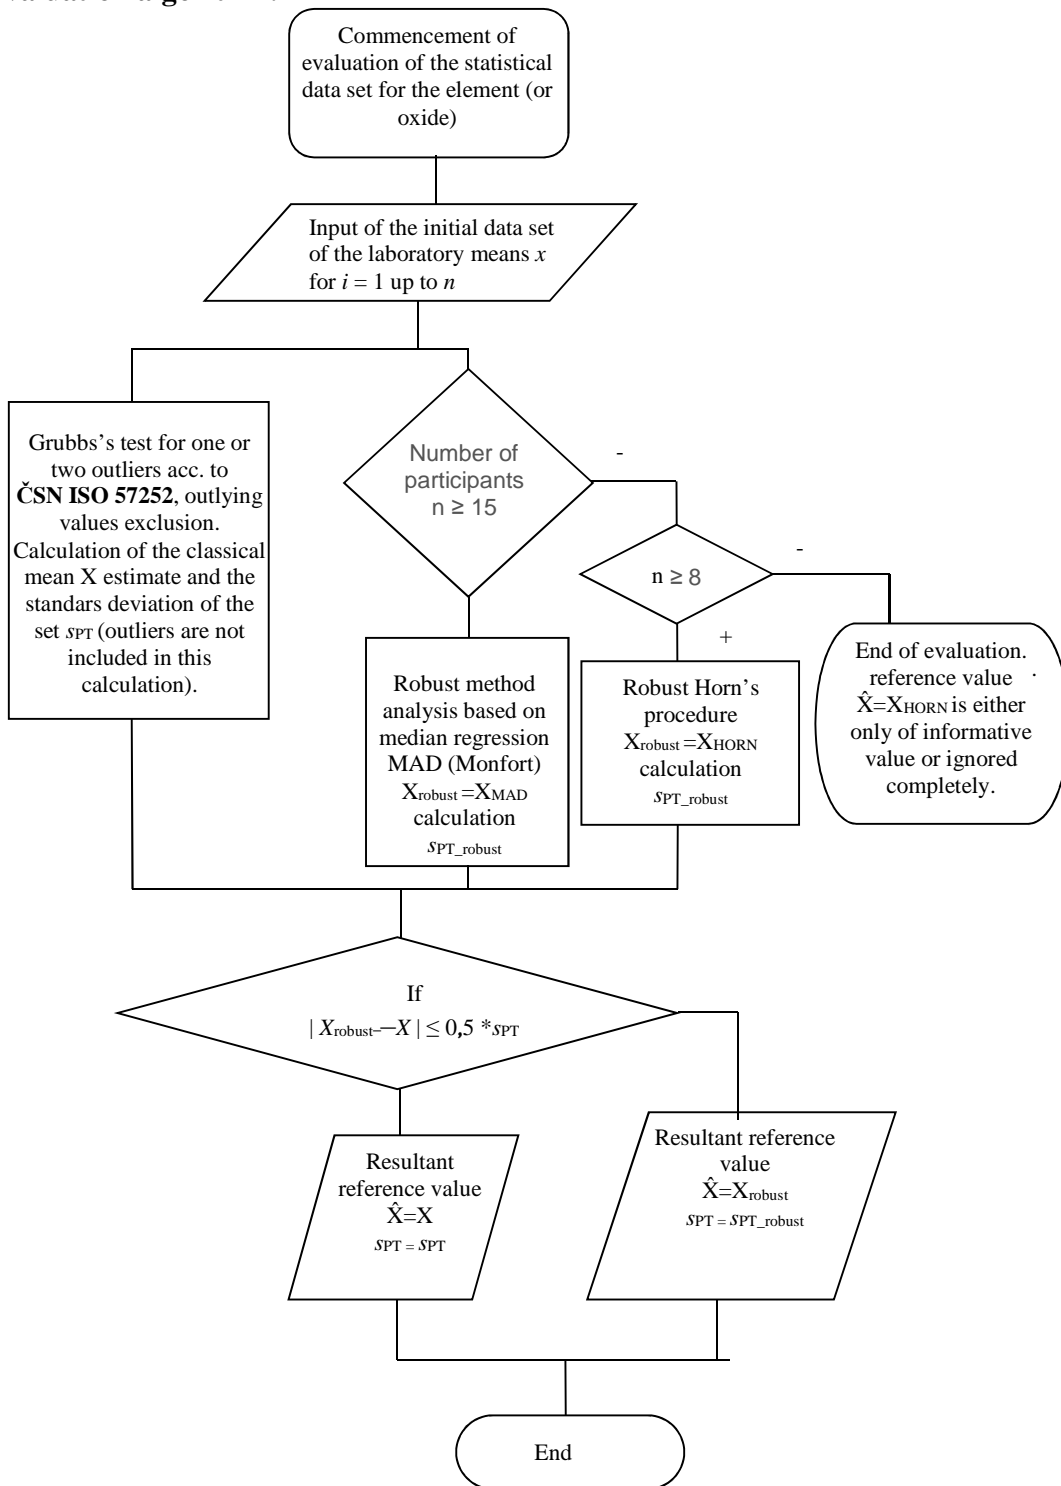 Commencement of
evaluation of the statistical
data set for the element (or
oxide)
Input of the initial data set
of the laboratory means x
for i = 1 up to n
Grubbs's test for one or
two outliers acc. to
ČSN ISO 57252, outlying
values exclusion.
Calculation of the classical
mean X estimate and the
standars deviation of the
set sPT (outliers are not
included in this
calculation).
Number of
participants
n ≥ 15
-
n ≥ 8
-
+
Robust method
analysis based on
median regression
MAD (Monfort)
Xrobust =XMAD
calculation
sPT_robust
Robust Horn's
procedure
Xrobust=XHORN
calculation
sPT_robust
End of evaluation.
reference value .
X̂=XHORN is either
only of informative
value or ignored
completely.
If
| Xrobust-—X | ≤ 0,5 *sPT
Resultant
reference value
X̂=X
sPT = sPT
Resultant reference
value
X̂=Xrobust
sPT = sPT_robust
End